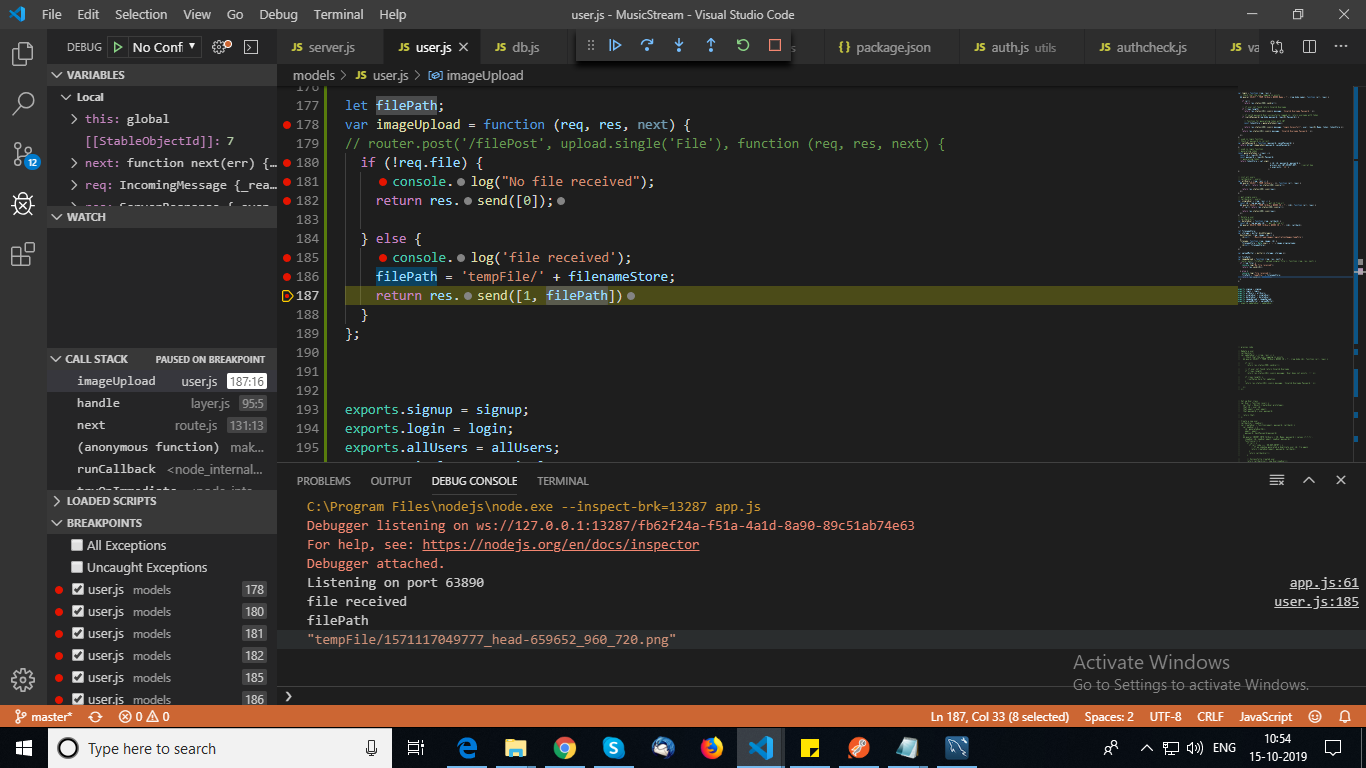 File Edit Selection View Go Debug Terminal Help
user.js - MusicStream - Visual Studio Code
DEBUG No Conf
JS server.js
JS user.js
JS db.js
{} package.json
JS auth.js utils
JS authcheck.js
JS va
VARIABLES
Local
this: global
[[StableObjectId]]: 7
next: function next(err) {…
req: IncomingMessage {_rea…
WATCH
CALL STACK PAUSED ON BREAKPOINT
imageUpload user.js 187:16
handle layer.js 95:5
next route.js 131:13
(anonymous function) mak...
runCallback <node_internal...
LOADED SCRIPTS
BREAKPOINTS
All Exceptions
Uncaught Exceptions
user.js models 178
user.js models 180
user.js models 181
user.js models 182
user.js models 185
user.js models 186
12
models > JS user.js > imageUpload
176
177 let filePath;
178 var imageUpload = function (req, res, next) {
179 // router.post('/filePost', upload.single('File'), function (req, res, next) {
180 if (!req.file) {
181 console. log("No file received");
182 return res. send([0]);
183
184 } else {
185 console. log('file received');
186 filePath = 'tempFile/' + filenameStore;
187 return res. send([1, filePath])
188 }
189 };
190
191
192
193 exports.signup = signup;
194 exports.login = login;
195 exports.allUsers = allUsers;
PROBLEMS OUTPUT DEBUG CONSOLE TERMINAL
C:\Program Files\nodejs\node.exe --inspect-brk=13287 app.js
Debugger listening on ws://127.0.0.1:13287/fb62f24a-f51a-4a1d-8a90-89c51ab74e63
For help, see: https://nodejs.org/en/docs/inspector
Debugger attached.
Listening on port 63890 app.js:61
file received user.js:185
filePath
"tempFile/1571117049777_head-659652_960_720.png"
Activate Windows
Go to Settings to activate Windows.
master* 0 0 Ln 187, Col 33 (8 selected) Spaces: 2 UTF-8 CRLF JavaScript
Type here to search
ENG
10:54
15-10-2019